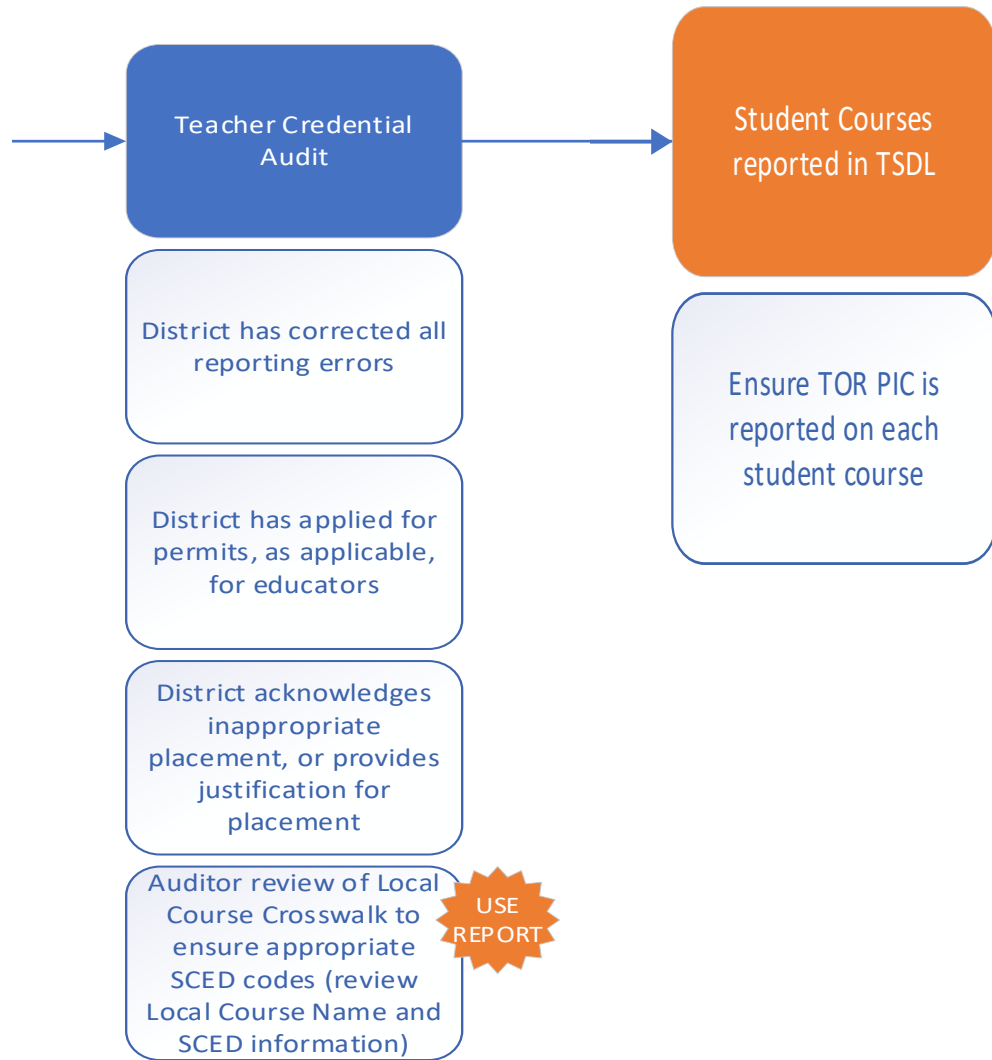 Teacher Credential
Audit
District has corrected all
reporting errors
District has applied for
permits, as applicable,
for educators
District acknowledges
inappropriate
placement, or provides
justification for
placement
Auditor review of Local
Course Crosswalk to
ensure appropriate
SCED codes (review
Local Course Name and
SCED information)
USE
REPORT
Student Courses
reported in TSDL
Ensure TOR PIC is
reported on each
student course